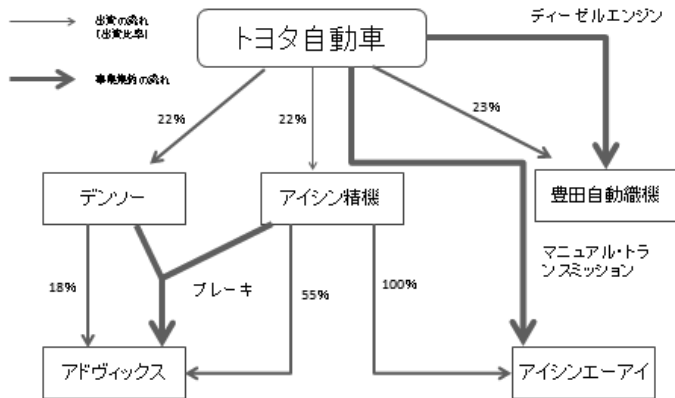 出資の流れ
(出資比率)
事業集約の流れ
トヨタ自動車
ディーゼルエンジン
22%
22%
23%
デンソー
アイシン精機
豊田自動織機
マニュアル・トラ
ンスミッション
18%
ブレーキ
55%
100%
アドヴィックス
アイシンエーアイ